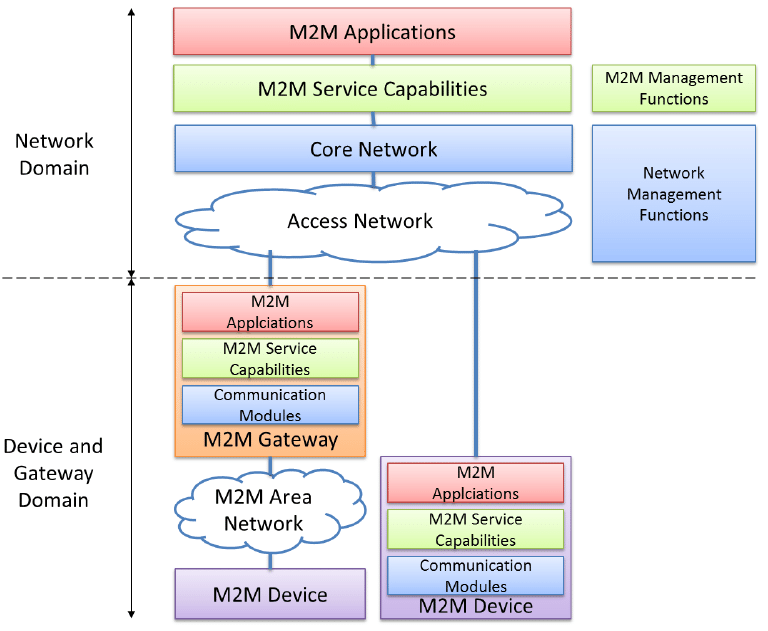 M2M Applications
M2M Service Capabilities
M2M Management
Functions
Network
Domain
Core Network
Network
Management
Functions
Access Network
Device and
Gateway
Domain
M2M
Applciations
M2M Service
Capabilities
Communication
Modules
M2M Gateway
M2M Area
Network
M2M Device
M2M
Applciations
M2M Service
Capabilities
Communication
Modules
M2M Device